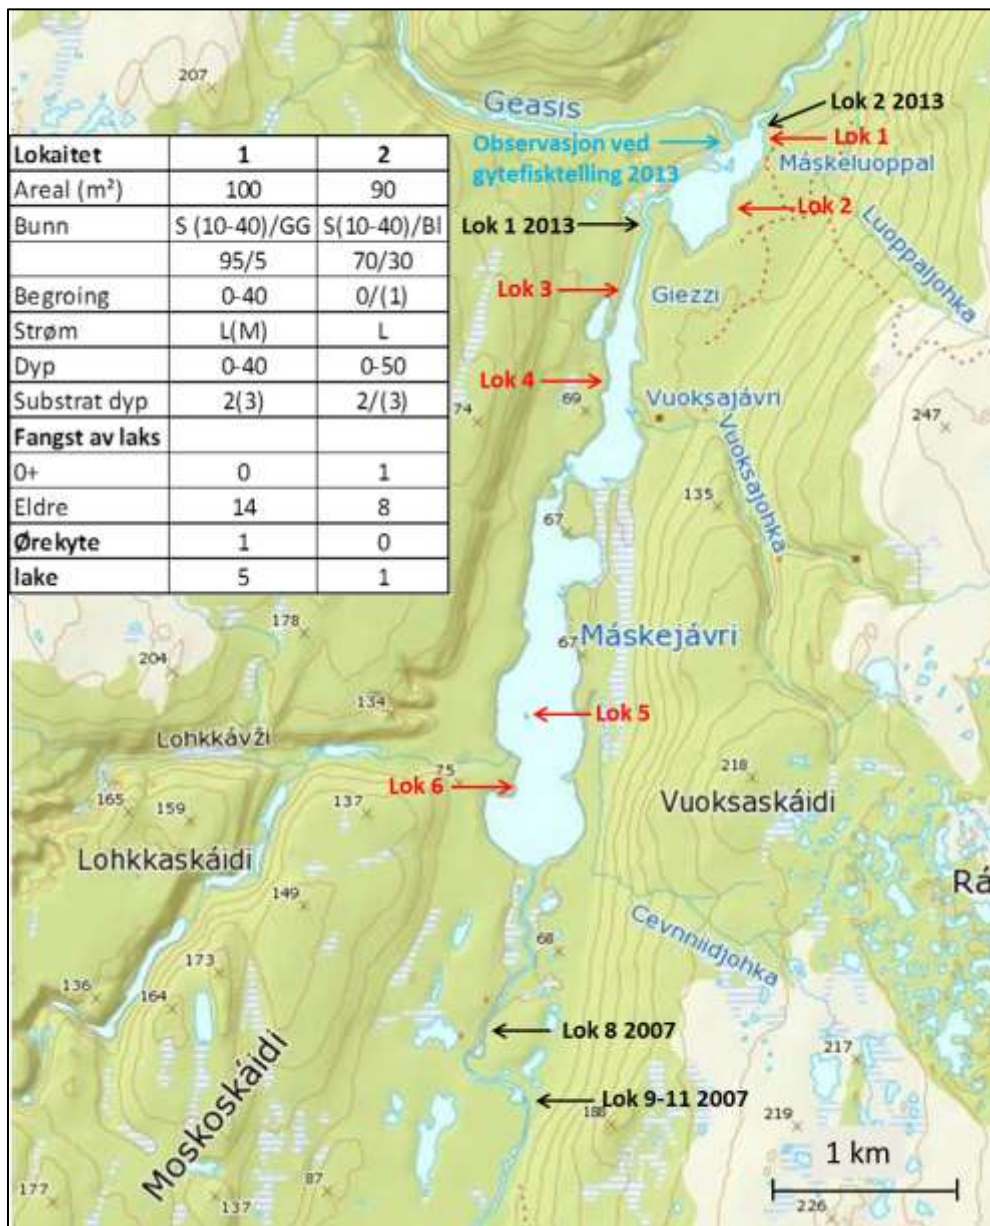 207
Geasis
Lok 2 2013
Lok 1
Observasjon ved
gytefisktelling 2013
Máskeluoppal
Lok 2
Lok 1 2013
Luoppaljohka
Lokaitet 1 2
Areal (m²) 100 90
Bunn S (10-40)/GG S(10-40)/Bl
95/5 70/30
Begroing 0-40 0/(1)
Strøm L(M) L
Dyp 0-40 0-50
Substrat dyp 2(3) 2/(3)
Fangst av laks
0+ 0 1
Eldre 14 8
Ørekyte 1 0
lake 5 1
Lok 3
Giezzi
Lok 4
74
69
Vuoksajávri
247
Vuoksajohka
135
67
178
Máskejávri
67
204
134
Lok 5
Lohkkávži
75
Lok 6
218
165
159
137
Vuoksaskáidi
Lohkkaskáidi
Rá
149
Cevnniidjohka
68
173
136
164
Lok 8 2007
217
Moskoskáidi
Lok 9-11 2007
188
219
1 km
87
177
137
226